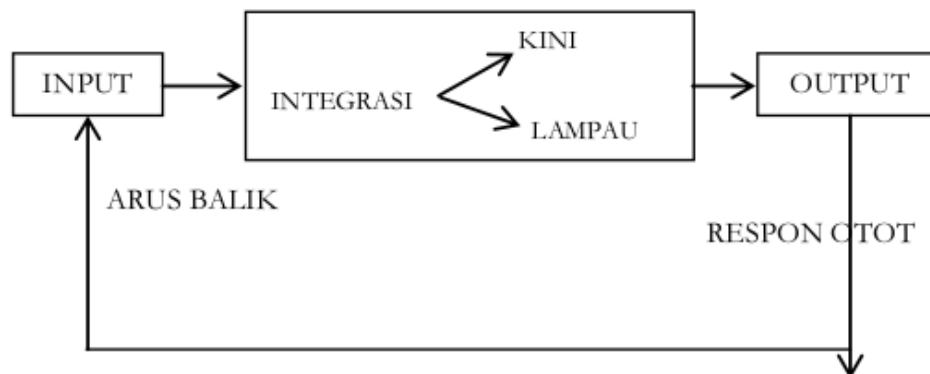 KINI
INPUT
OUTPUT
INTEGRASI
LAMPAU
ARUS BALIK
RESPON OTOT